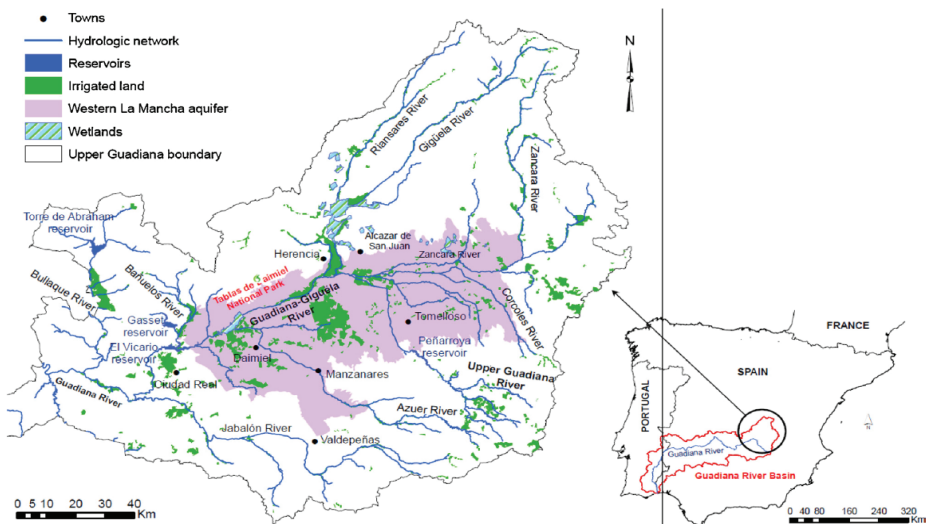 Towns
Hydrologic network
Reservoirs
Irrigated land
Western La Mancha aquifer
Wetlands
Upper Guadiana boundary
N
Riansares River
Gigüela River
Zancara River
Torre de Abraham
reservoir
Bullaque River
Bañuelos River
Gasset
reservoir
El Vicario
reservoir
Herencia
Alcazar de
San Juan
Zancara River
Tablas de Daimiel
National Park
Guadiana-Gigüela
River
Tomelloso
Corcoles River
Peñarroya
reservoir
Daimiel
Manzanares
Upper Guadiana
River
Ciudad Real
Guadiana River
Azuer River
Jabalón River
Valdepeñas
0 5 10 20 30 40
Km
FRANCE
SPAIN
PORTUGAL
Guadiana River
Guadiana River Basin
0 40 80 160 240 320
Km